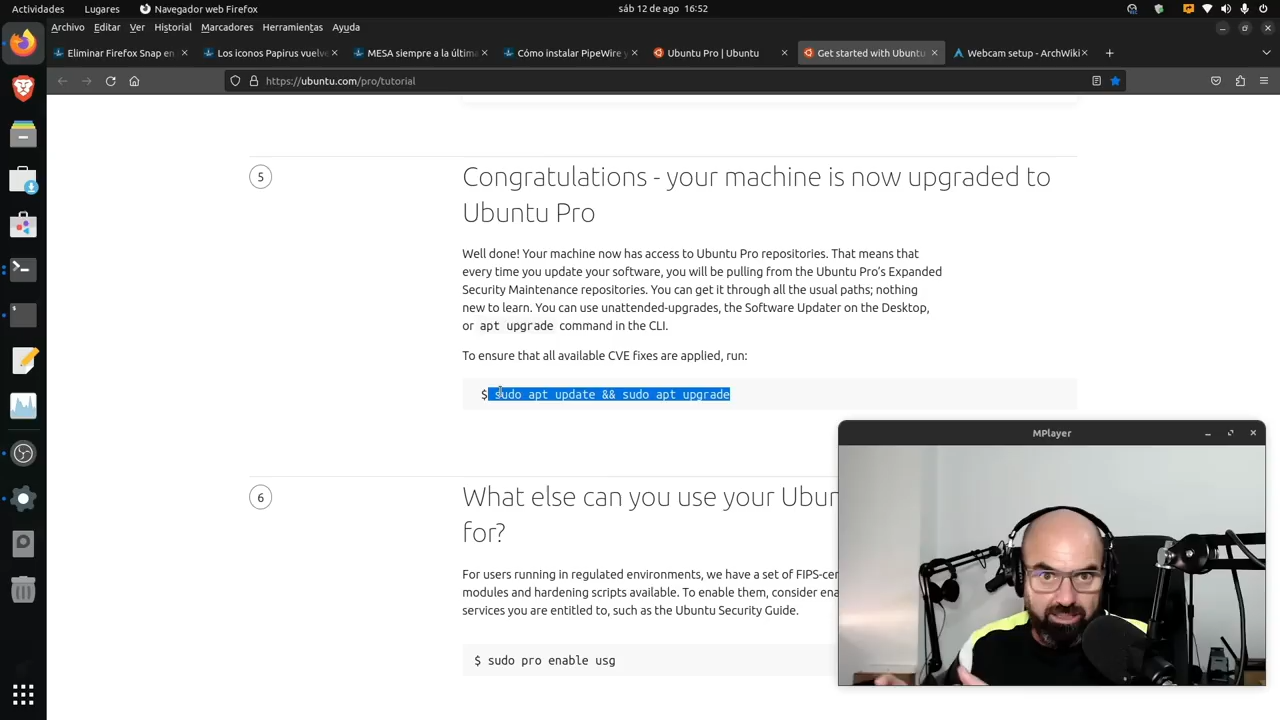 Actividades Lugares Navegador web Firefox sáb 12 de ago 16:52
Archivo Editar Ver Historial Marcadores Herramientas Ayuda
Eliminar Firefox Snap en Los iconos Papirus vuelve MESA siempre a la última Cómo instalar PipeWire y Ubuntu Pro | Ubuntu Get started with Ubuntu Webcam setup - ArchWiki
https://ubuntu.com/pro/tutorial
5
Congratulations - your machine is now upgraded to
Ubuntu Pro
Well done! Your machine now has access to Ubuntu Pro repositories. That means that
every time you update your software, you will be pulling from the Ubuntu Pro’s Expanded
Security Maintenance repositories. You can get it through all the usual paths; nothing
new to learn. You can use unattended-upgrades, the Software Updater on the Desktop,
or apt upgrade command in the CLI.
To ensure that all available CVE fixes are applied, run:
$ sudo apt update && sudo apt upgrade
MPlayer
6
What else can you use your Ubun
for?
For users running in regulated environments, we have a set of FIPS-cer
modules and hardening scripts available. To enable them, consider ena
services you are entitled to, such as the Ubuntu Security Guide.
$ sudo pro enable usg